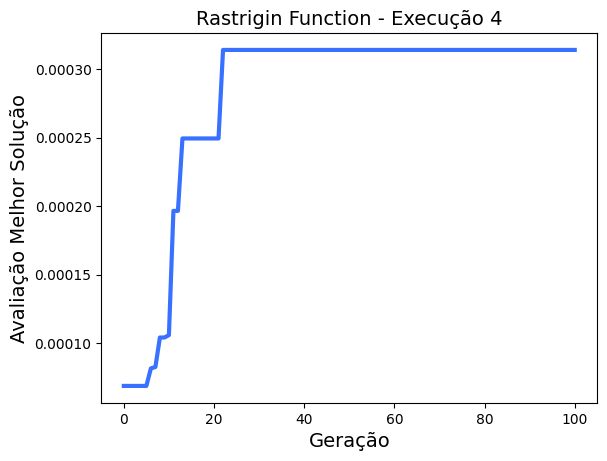 Rastrigin Function - Execução 4
Avaliação Melhor Solução
0.00030
0.00025
0.00020
0.00015
0.00010
0 20 40 60 80 100
Geração